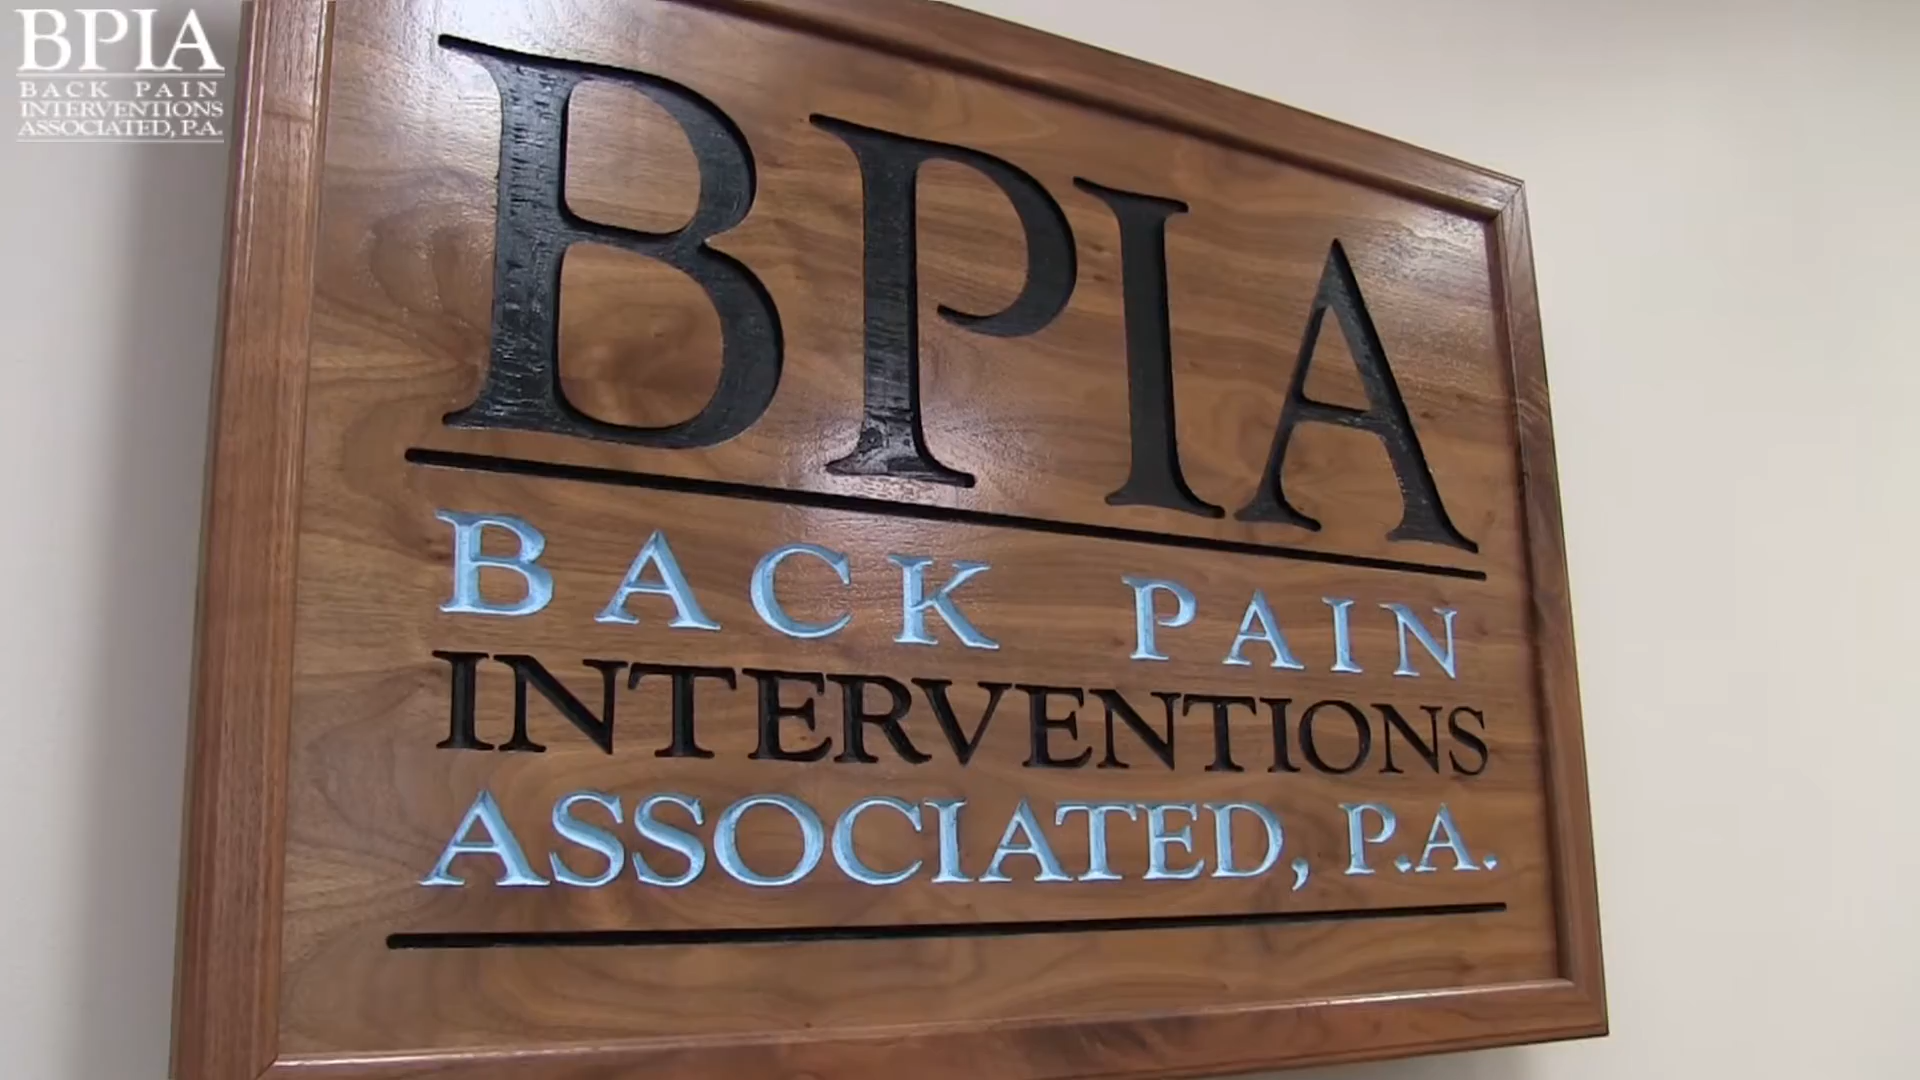 BPIA
BACK PAIN
INTERVENTIONS
ASSOCIATED, P.A.
BPIA
BACK PAIN
INTERVENTIONS
ASSOCIATED, P.A.